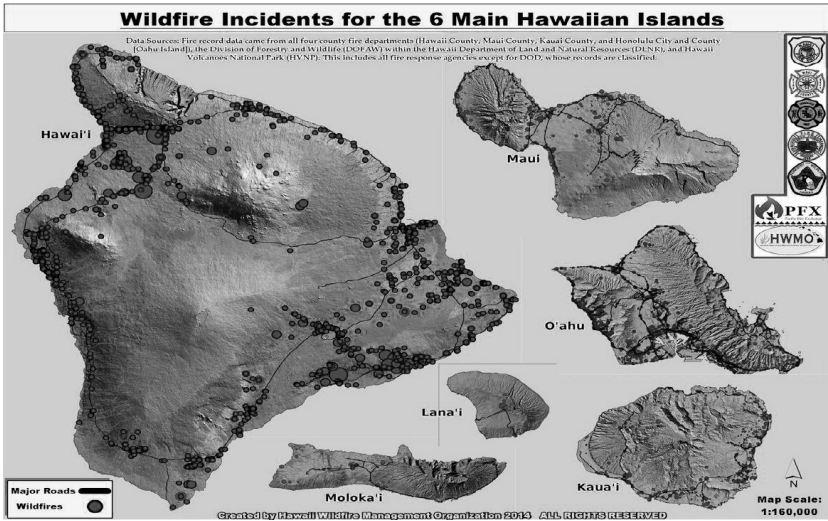 Wildfire Incidents for the 6 Main Hawaiian Islands
Data Sources: Fire record data came from all four county fire departments (Hawaii County, Maui County, Kauai County, and Honolulu City and County
[Oahu Island]), the Division of Forestry and Wildlife (DOFAW) within the Hawaii Department of Land and Natural Resources (DLNR), and Hawaii
Volcanoes National Park (HVNP). This includes all fire response agencies except for DOD, whose records are classified.
Hawai'i
Maui
PFX
HWMO
O'ahu
Lana'i
Moloka'i
Kaua'i
N
Map Scale:
1:160,000
Major Roads
Wildfires
Created by Hawaii Wildfire Management Organization 2014 ALL RIGHTS RESERVED